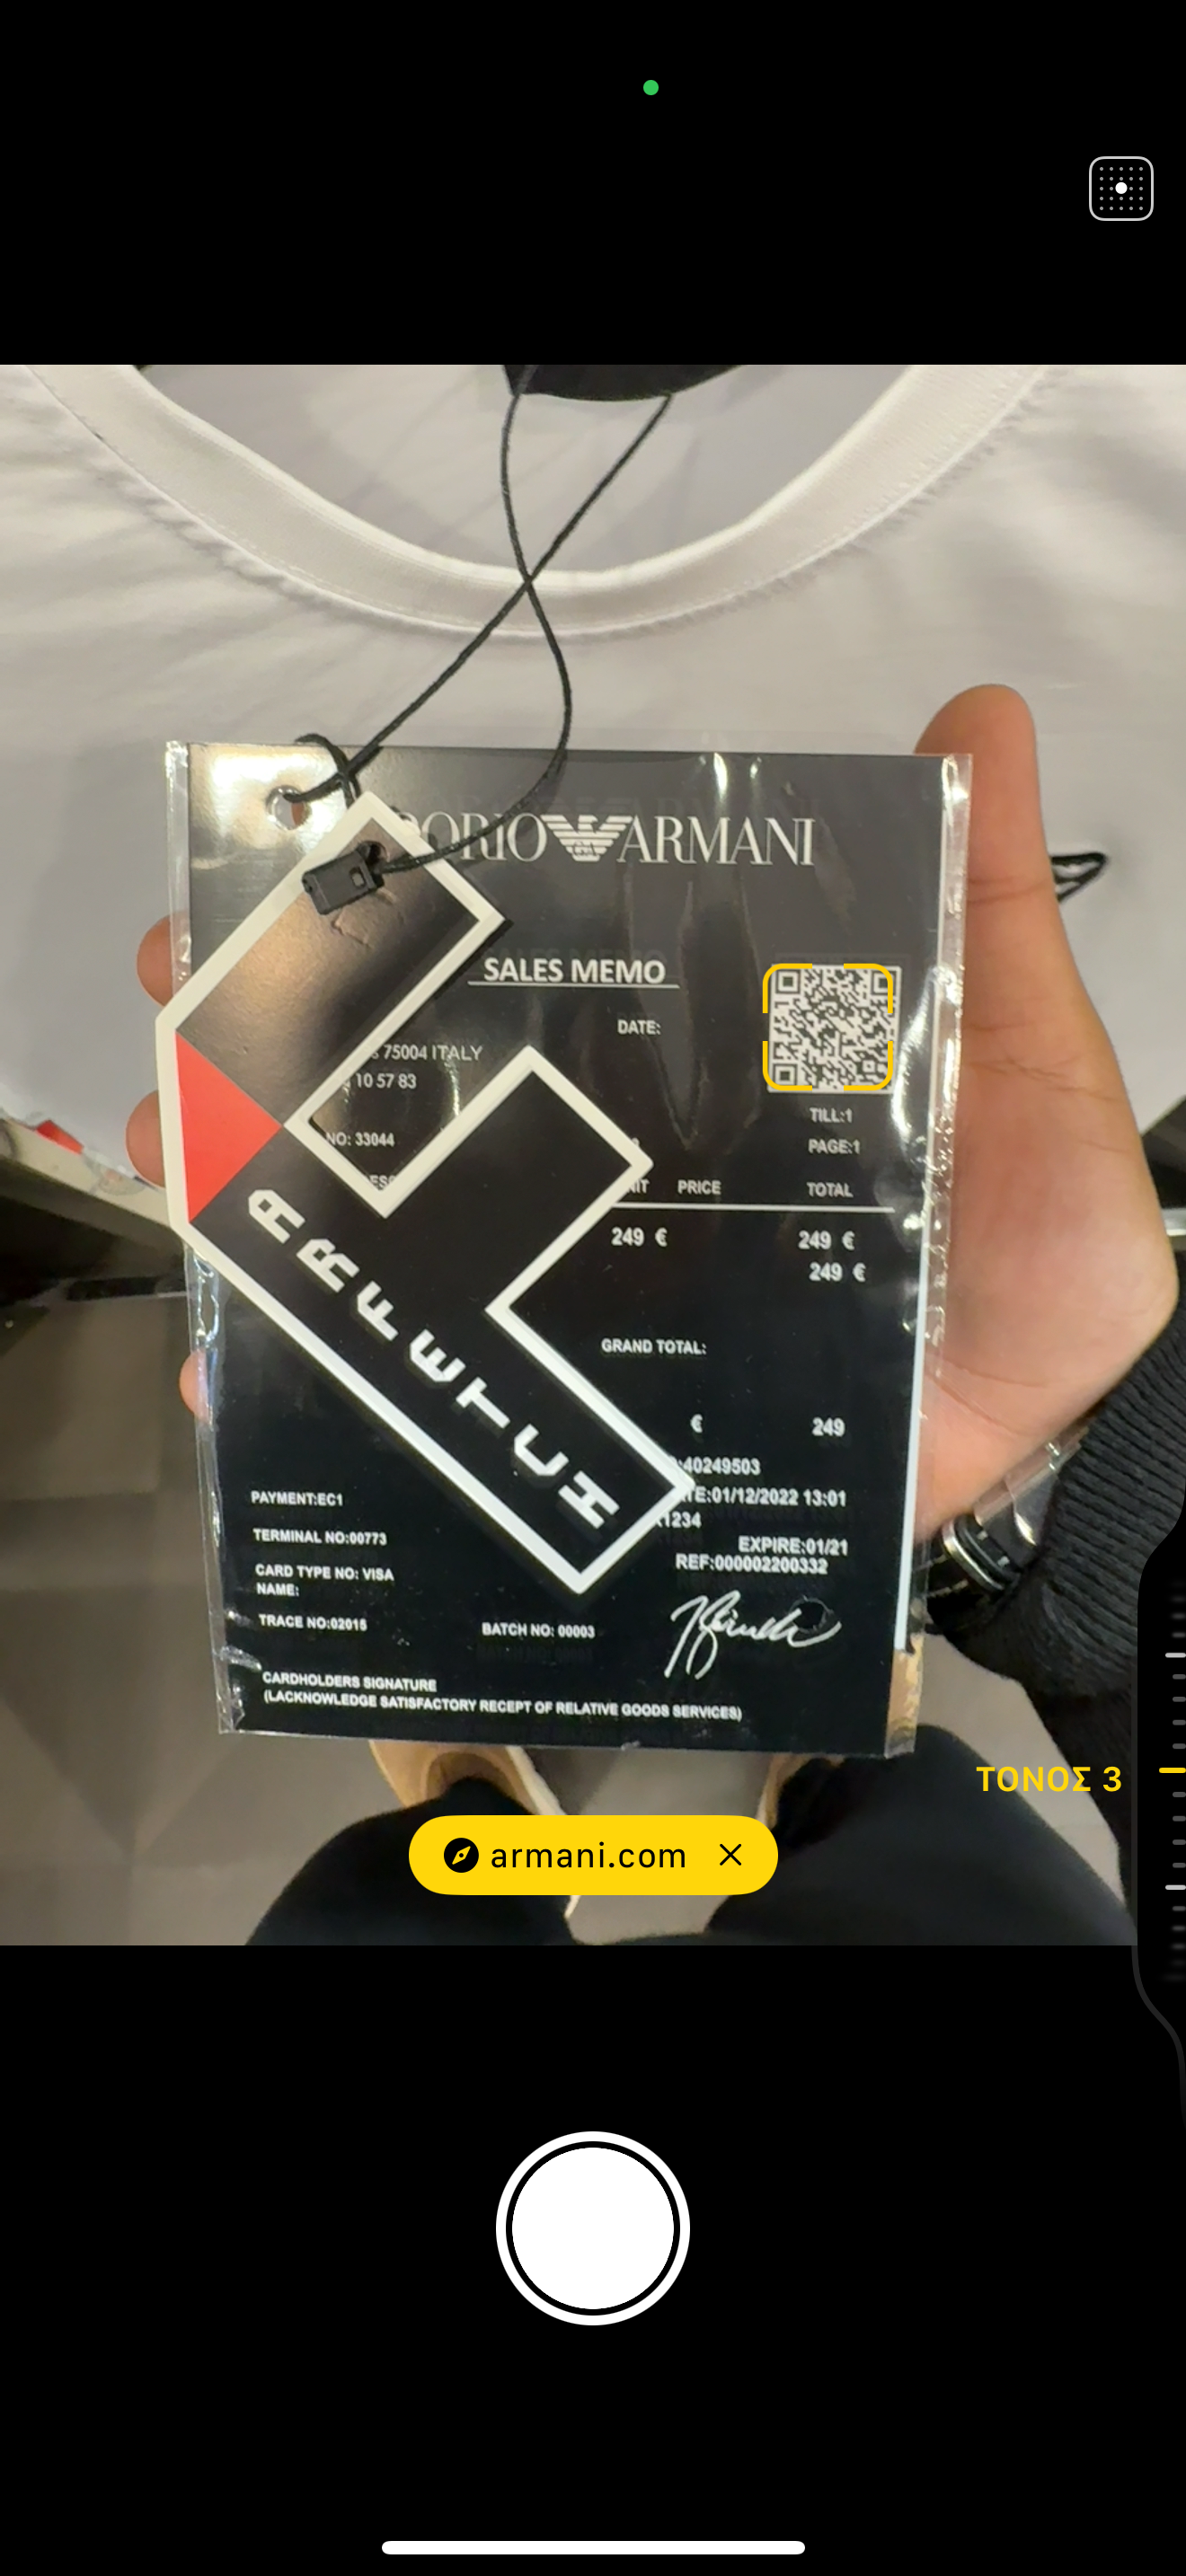 PORIO ARMANI
SALES MEMO
DATE:
75004 ITALY
10 57 83
TILL:1
NO: 33044
PAGE:1
PRICE
TOTAL
249 €
249 €
249 €
GRAND TOTAL:
€
249
FARFETCH
:40249503
TE:01/12/2022 13:01
1234
EXPIRE:01/21
REF:000002200332
PAYMENT:EC1
TERMINAL NO:00773
CARD TYPE NO: VISA
NAME:
TRACE NO:02015
BATCH NO: 00003
CARDHOLDERS SIGNATURE
(LACKNOWLEDGE SATISFACTORY RECEPT OF RELATIVE GOODS SERVICES)
ΤΟΝΟΣ 3
armani.com